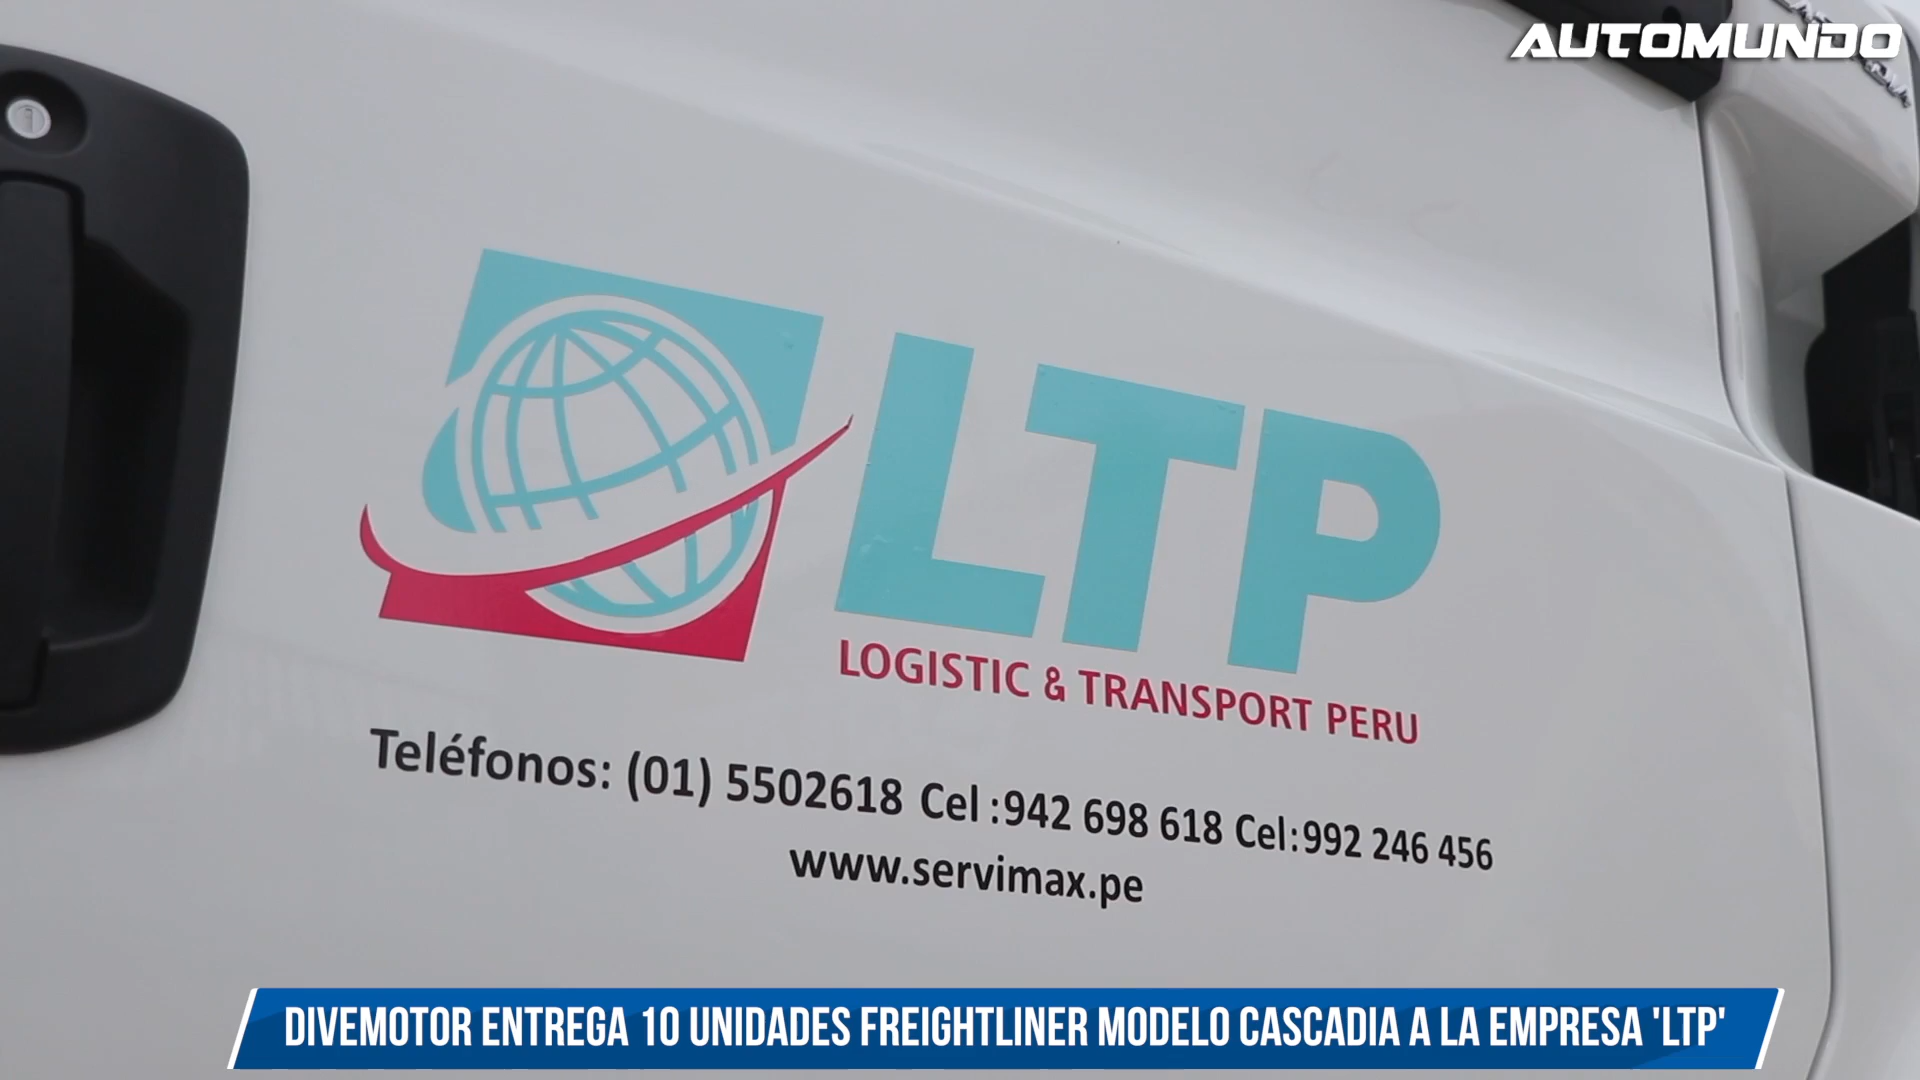 AUTOMUNDO
LTP
LOGISTIC & TRANSPORT PERU
Teléfonos: (01) 5502618 Cel :942 698 618 Cel:992 246 456
www.servimax.pe
DIVEMOTOR ENTREGA 10 UNIDADES FREIGHTLINER MODELO CASCADIA A LA EMPRESA 'LTP'